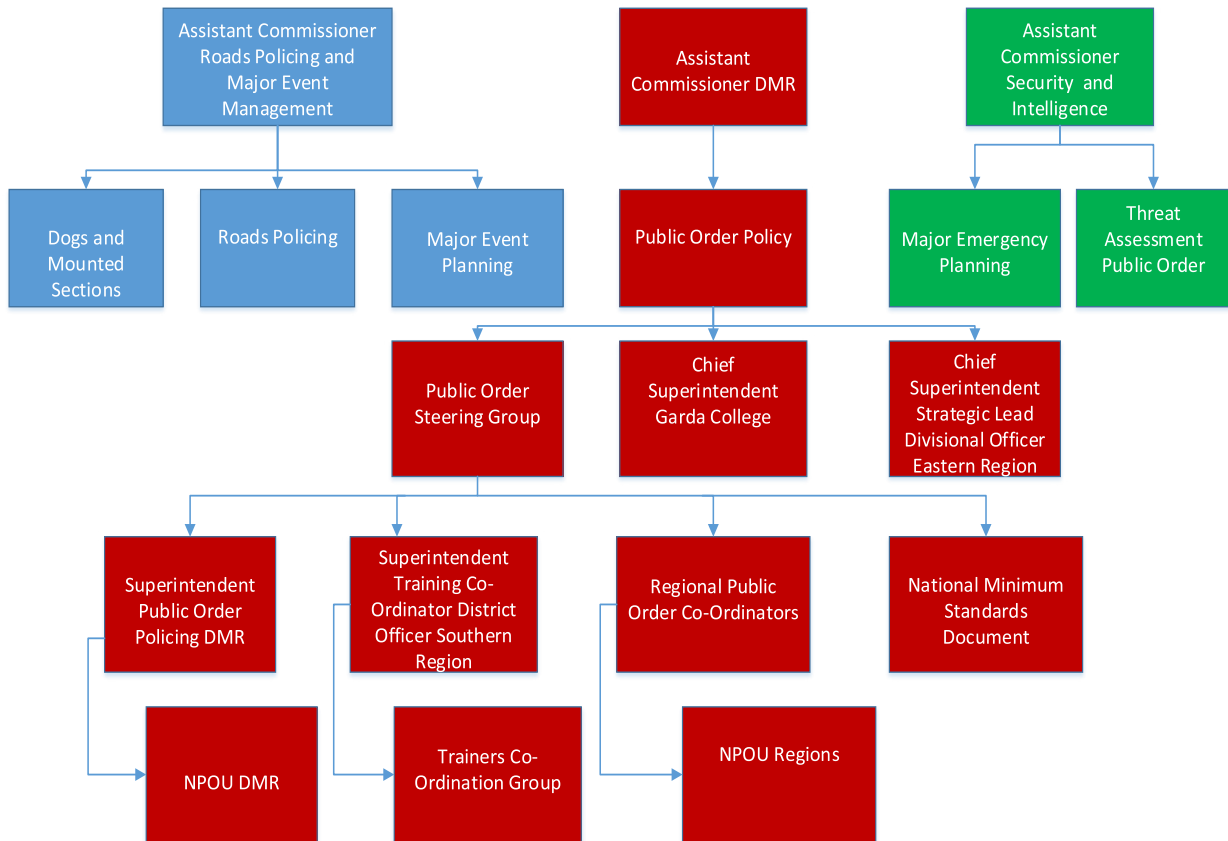 Assistant Commissioner
Roads Policing and
Major Event
Management
Assistant
Commissioner DMR
Assistant
Commissioner
Security  and
Intelligence
Dogs and
Mounted
Sections
Roads Policing
Major Event
Planning
Public Order Policy
Major Emergency
Planning
Threat
Assessment
Public Order
Public Order
Steering Group
Chief
Superintendent
Garda College
Chief
Superintendent
Strategic Lead
Divisional Officer
Eastern Region
Superintendent
Public Order
Policing DMR
Superintendent
Training Co-
Ordinator District
Officer Southern
Region
Regional Public
Order Co-Ordinators
National Minimum
Standards
Document
NPOU DMR
Trainers Co-
Ordination Group
NPOU Regions